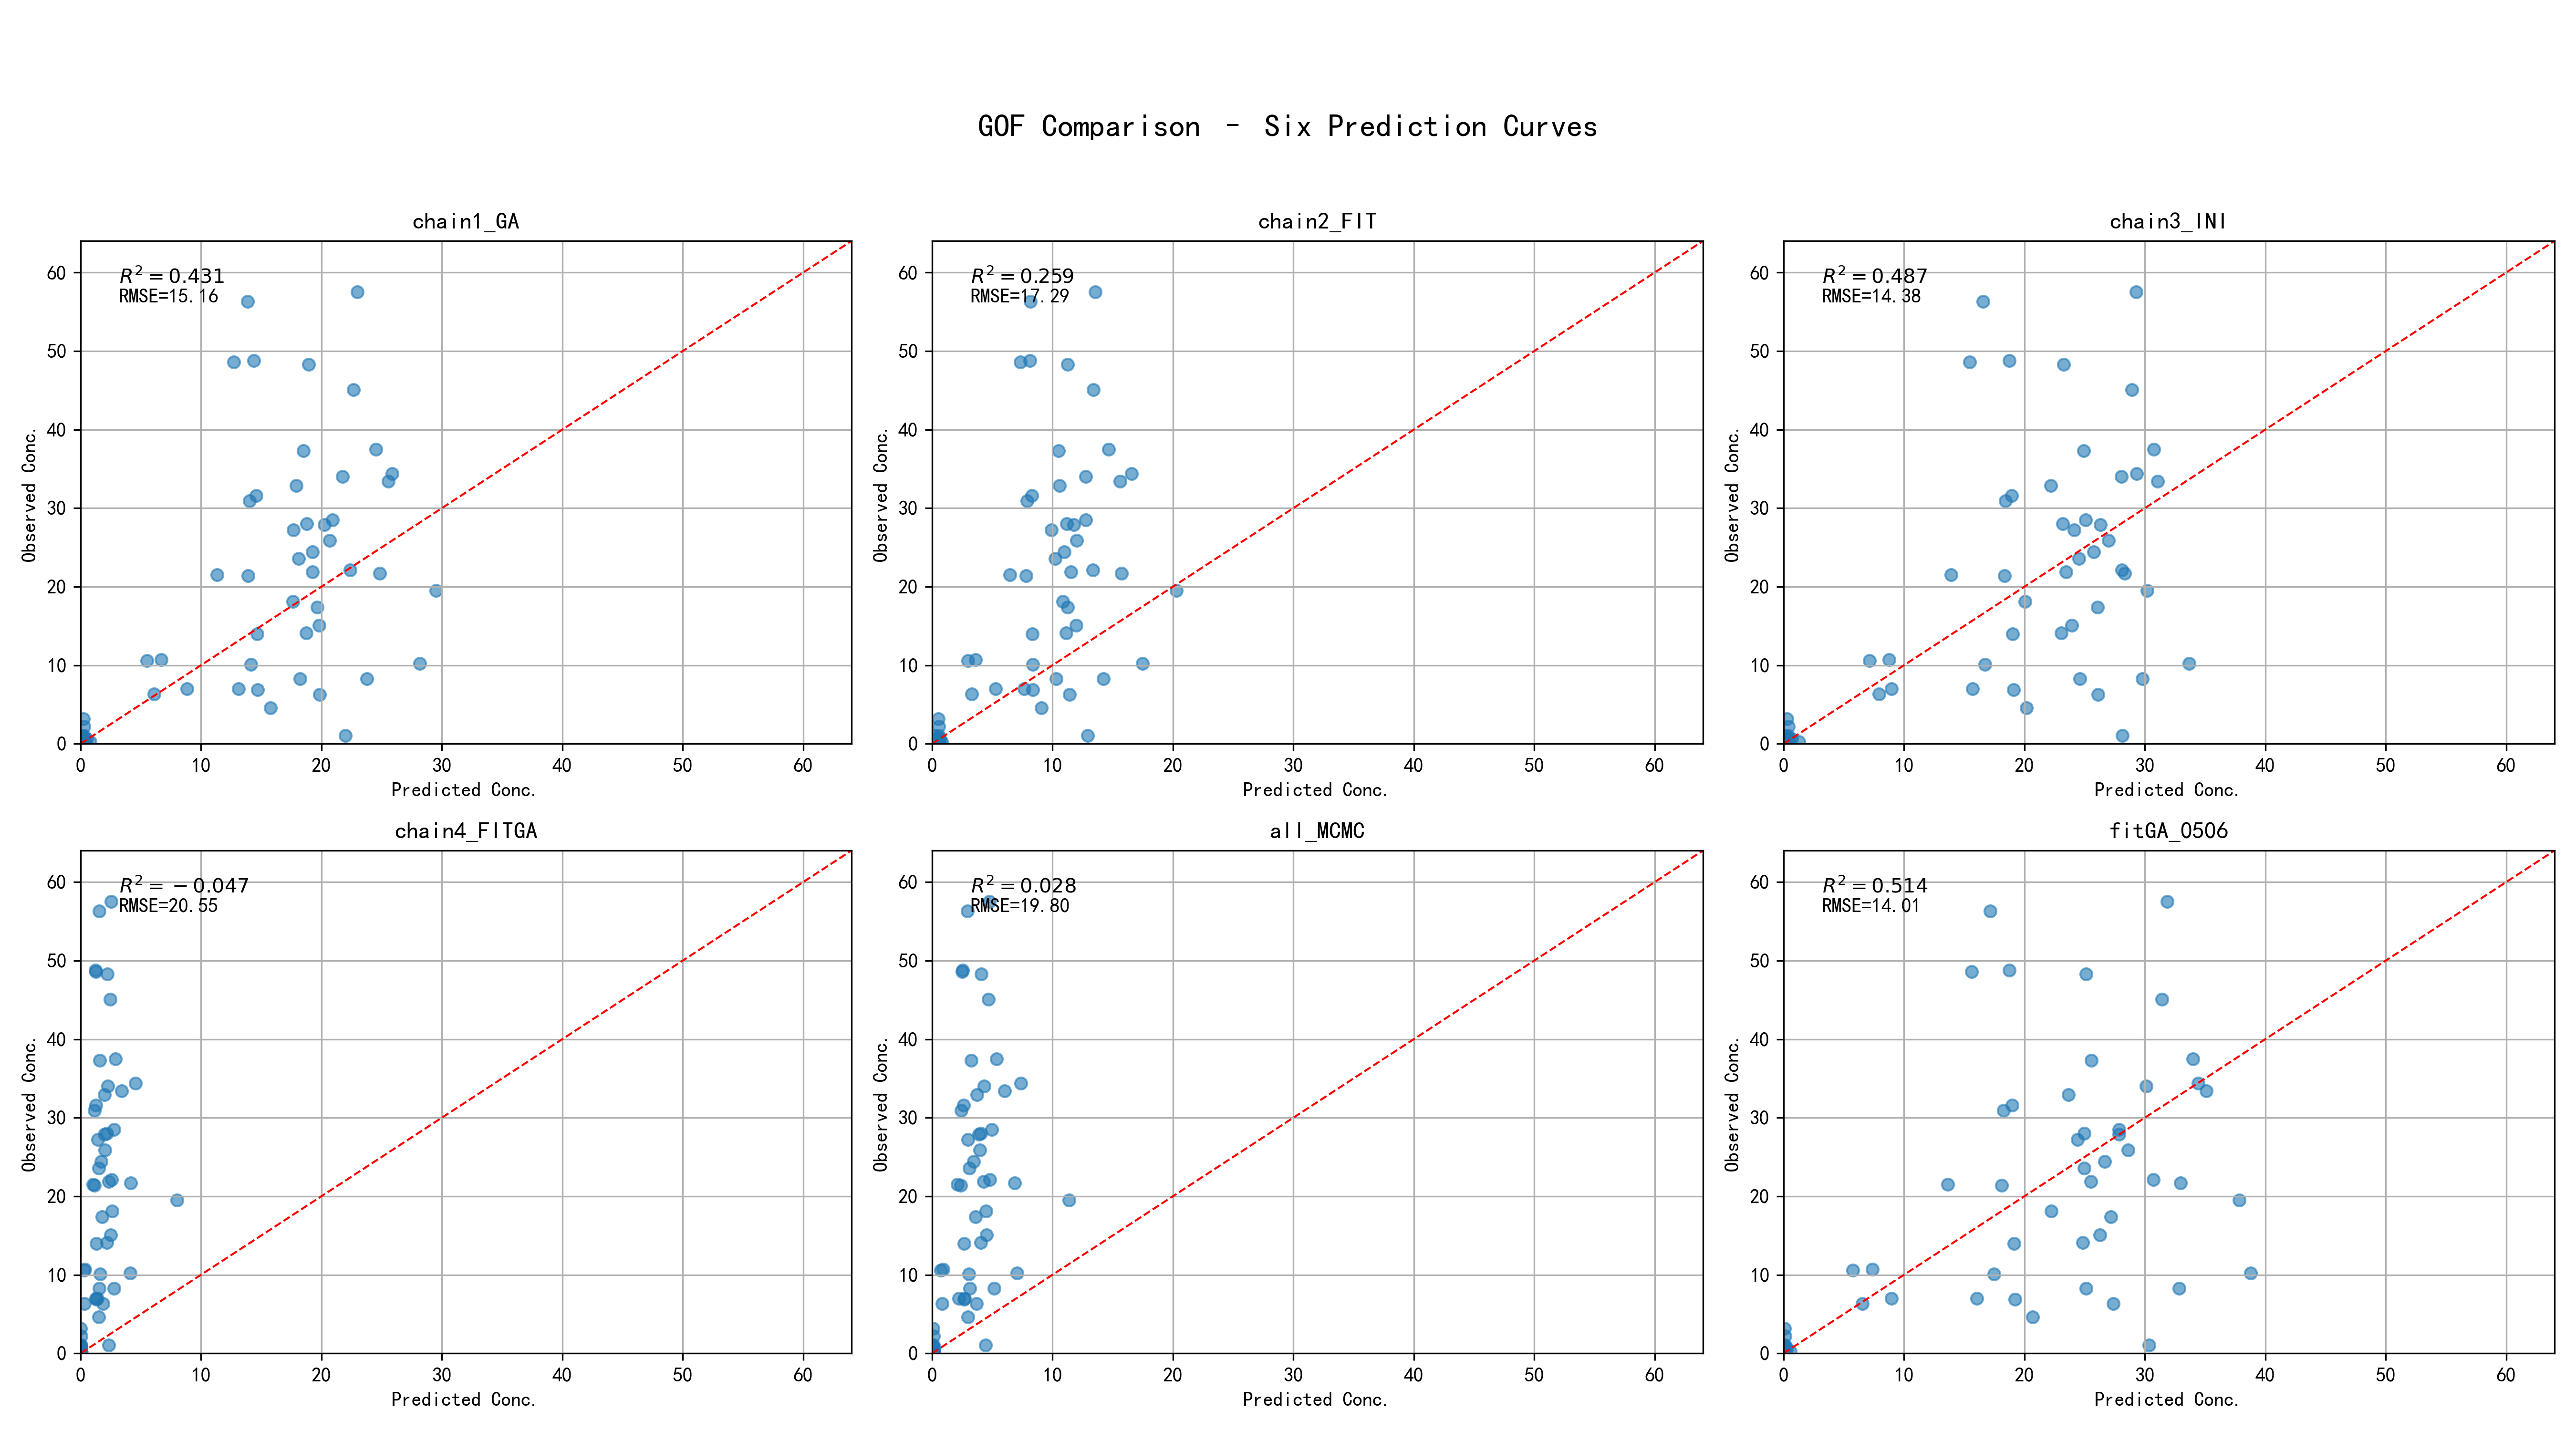 GOF Comparison – Six Prediction Curves
chain1_GA
R² = 0.431
RMSE=15.16
60
50
40
30
20
10
0
Observed Conc.
0 10 20 30 40 50 60
Predicted Conc.
chain2_FIT
R² = 0.259
RMSE=17.29
60
50
40
30
20
10
0
Observed Conc.
0 10 20 30 40 50 60
Predicted Conc.
chain3_INI
R² = 0.487
RMSE=14.38
60
50
40
30
20
10
0
Observed Conc.
0 10 20 30 40 50 60
Predicted Conc.
chain4_FITGA
R² = −0.047
RMSE=20.55
60
50
40
30
20
10
0
Observed Conc.
0 10 20 30 40 50 60
Predicted Conc.
all_MCMC
R² = 0.028
RMSE=19.80
60
50
40
30
20
10
0
Observed Conc.
0 10 20 30 40 50 60
Predicted Conc.
fitGA_0506
R² = 0.514
RMSE=14.01
60
50
40
30
20
10
0
Observed Conc.
0 10 20 30 40 50 60
Predicted Conc.